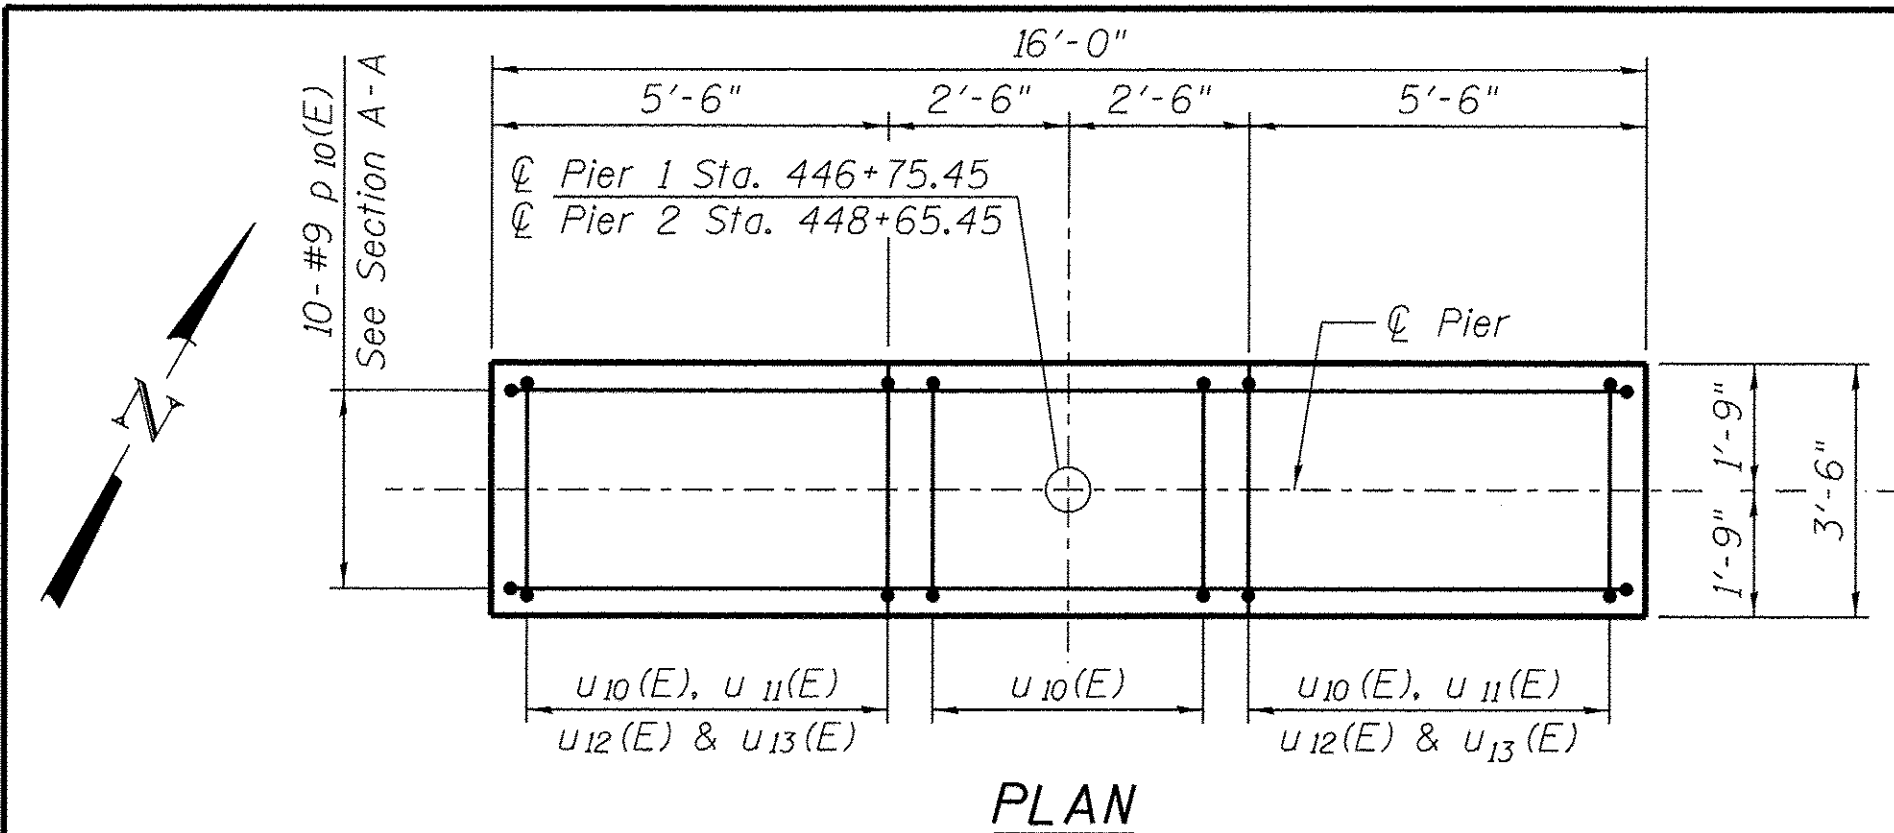 16'-0"
5'-6" 2'-6" 2'-6" 5'-6"
10-#9 p10(E)
See Section A-A
℄ Pier 1 Sta. 446+75.45
℄ Pier 2 Sta. 448+65.45
℄ Pier
N
1'-9"
1'-9"
3'-6"
u10(E), u11(E)
u12(E) & u13(E)
u10(E)
u10(E), u11(E)
u12(E) & u13(E)
PLAN